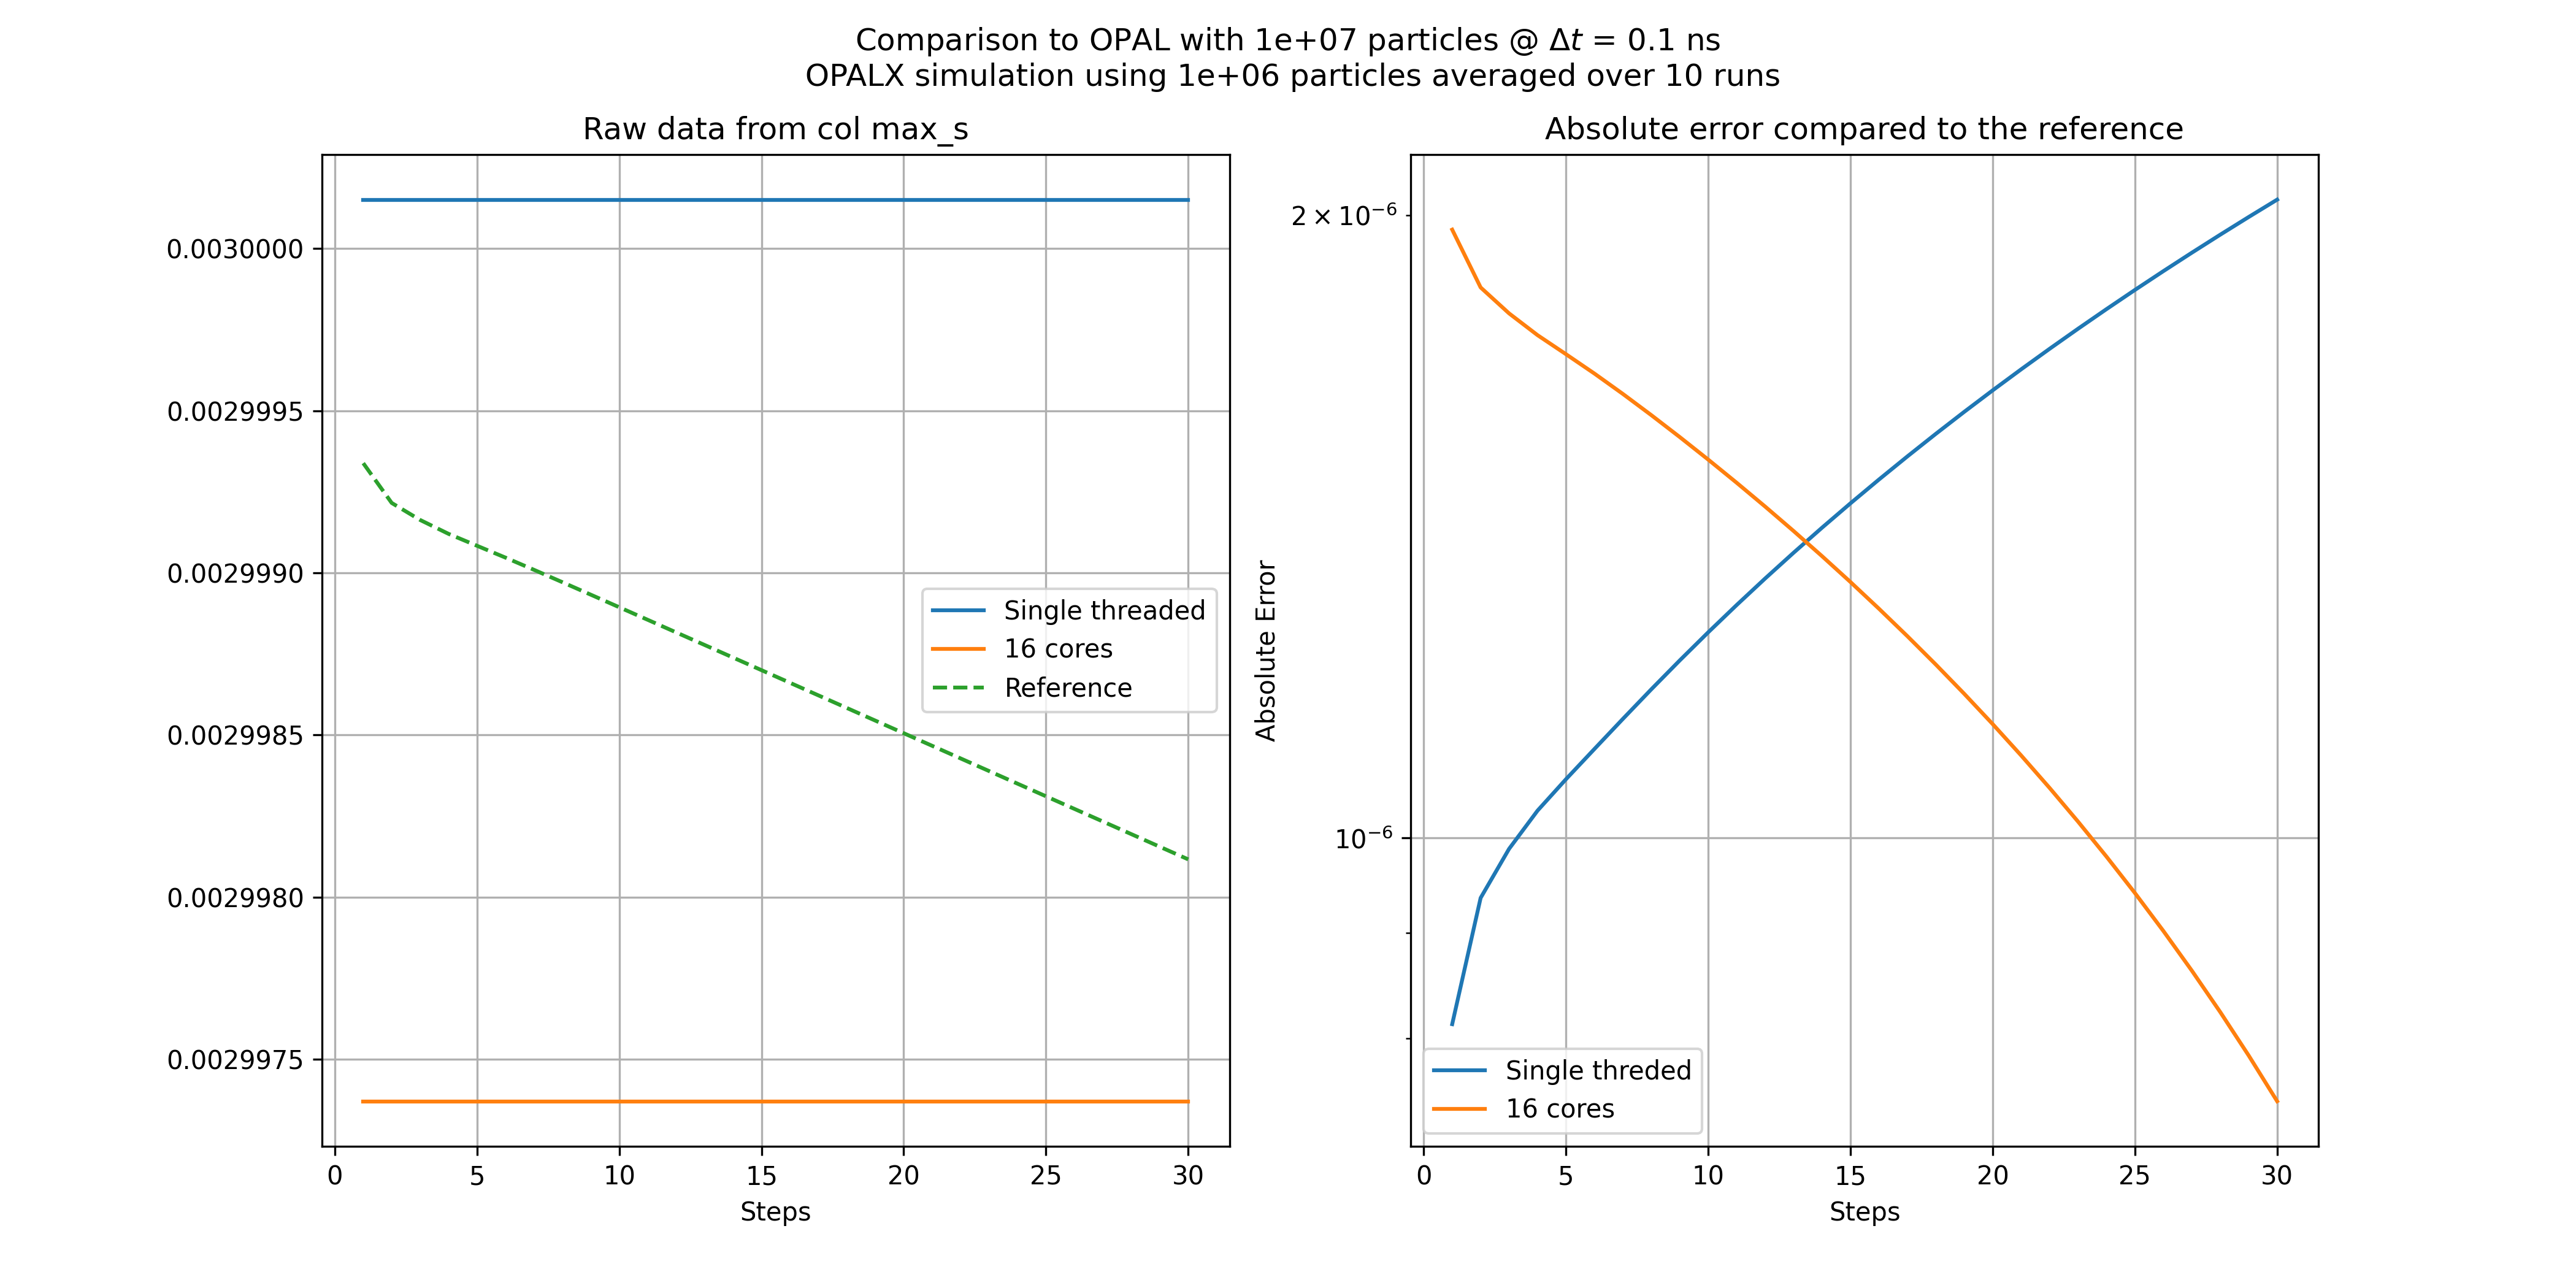 Comparison to OPAL with 1e+07 particles @ Δt = 0.1 ns
OPALX simulation using 1e+06 particles averaged over 10 runs
Raw data from col max_s
0.0030000
0.0029995
0.0029990
0.0029985
0.0029980
0.0029975
0 5 10 15 20 25 30
Steps
Single threaded
16 cores
Reference
Absolute error compared to the reference
Absolute Error
2 × 10⁻⁶
10⁻⁶
0 5 10 15 20 25 30
Steps
Single threded
16 cores